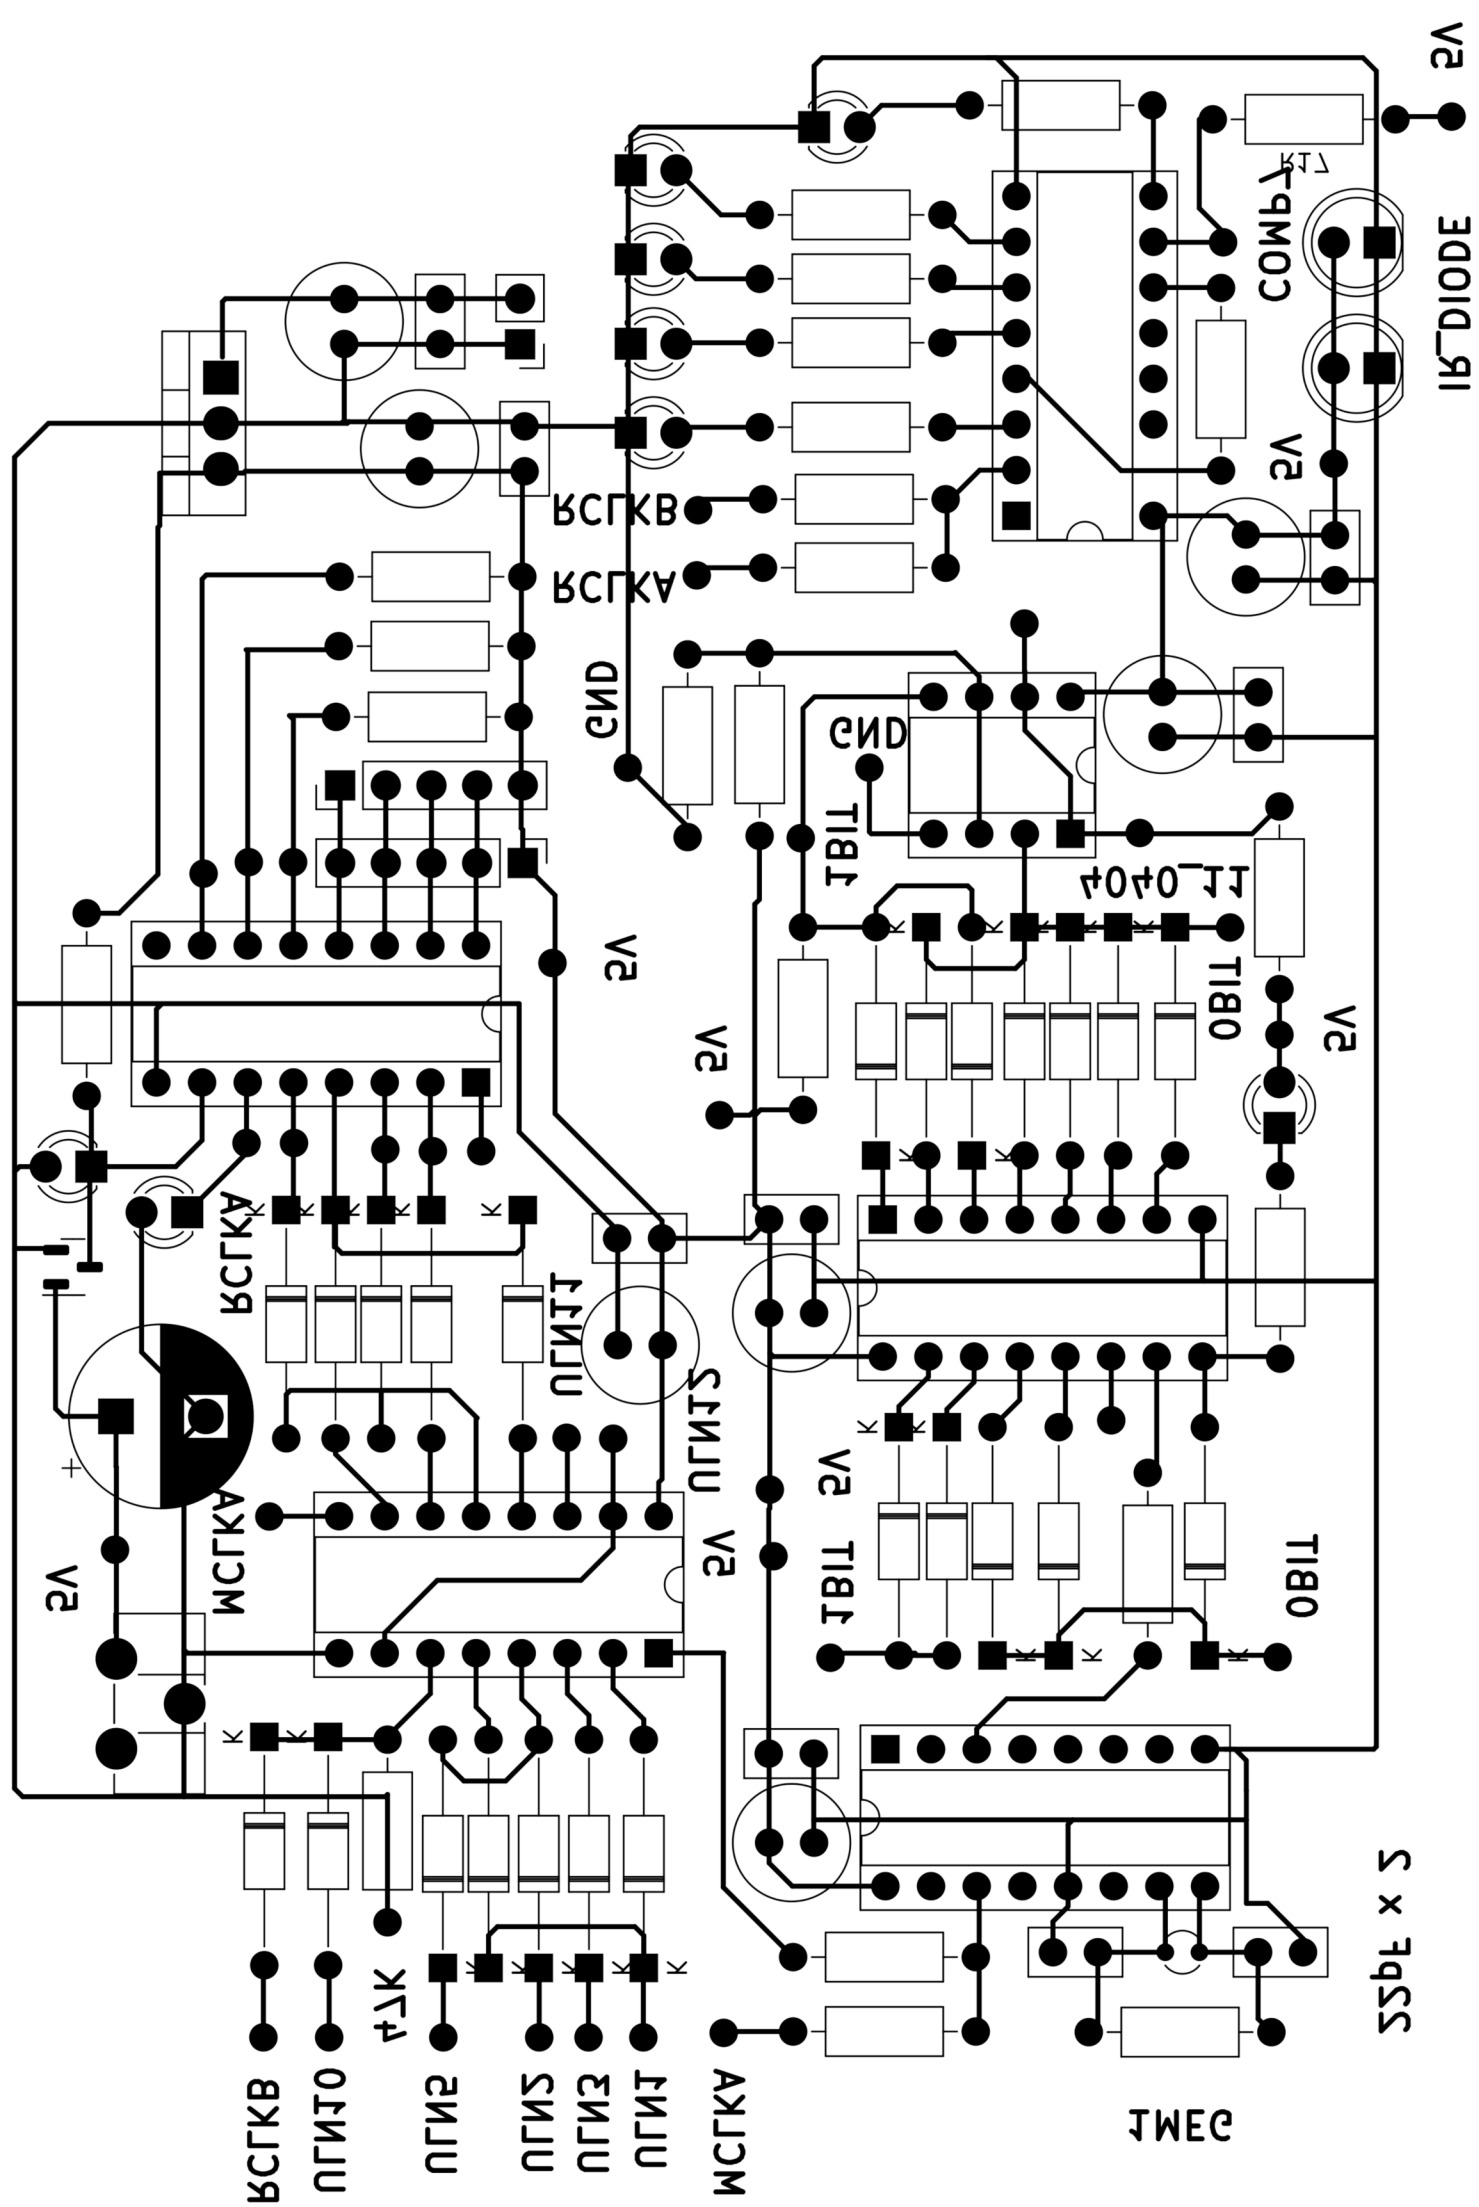 5V
R17
COMP7
IR_DIODE
5V
RCLKB
RCLKA
GND
GND
1BIT
4040_11
5V
0BIT
5V
5V
K K K K K K
K K
RCLKA
K K K K K
ULN11
ULN12
K K
5V
5V
MCLKA
5V
1BIT
0BIT
K K K
K K
+
22pF x 2
K K K K K
47K
RCLKB
ULN10
ULN5
ULN2
ULN3
ULN1
MCLKA
1MEG